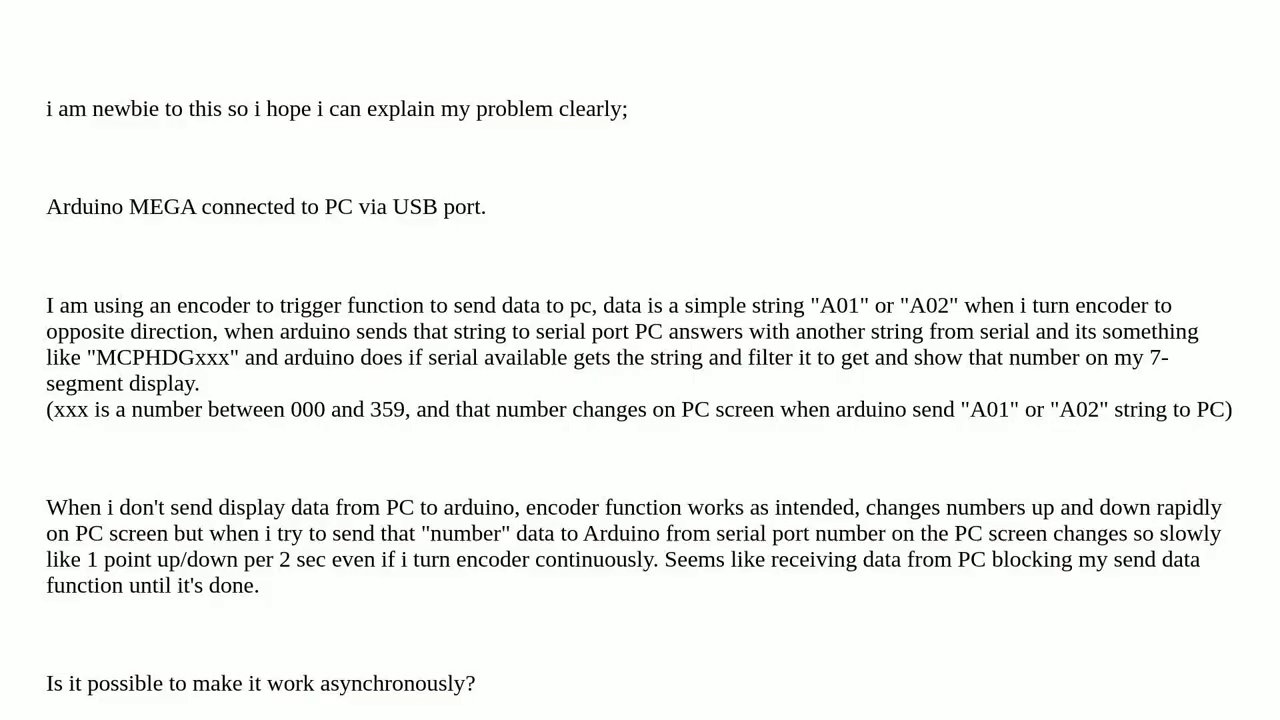 i am newbie to this so i hope i can explain my problem clearly;
Arduino MEGA connected to PC via USB port.
I am using an encoder to trigger function to send data to pc, data is a simple string "A01" or "A02" when i turn encoder to
opposite direction, when arduino sends that string to serial port PC answers with another string from serial and its something
like "MCPHDGxxx" and arduino does if serial available gets the string and filter it to get and show that number on my 7-
segment display.
(xxx is a number between 000 and 359, and that number changes on PC screen when arduino send "A01" or "A02" string to PC)
When i don't send display data from PC to arduino, encoder function works as intended, changes numbers up and down rapidly
on PC screen but when i try to send that "number" data to Arduino from serial port number on the PC screen changes so slowly
like 1 point up/down per 2 sec even if i turn encoder continuously. Seems like receiving data from PC blocking my send data
function until it's done.
Is it possible to make it work asynchronously?